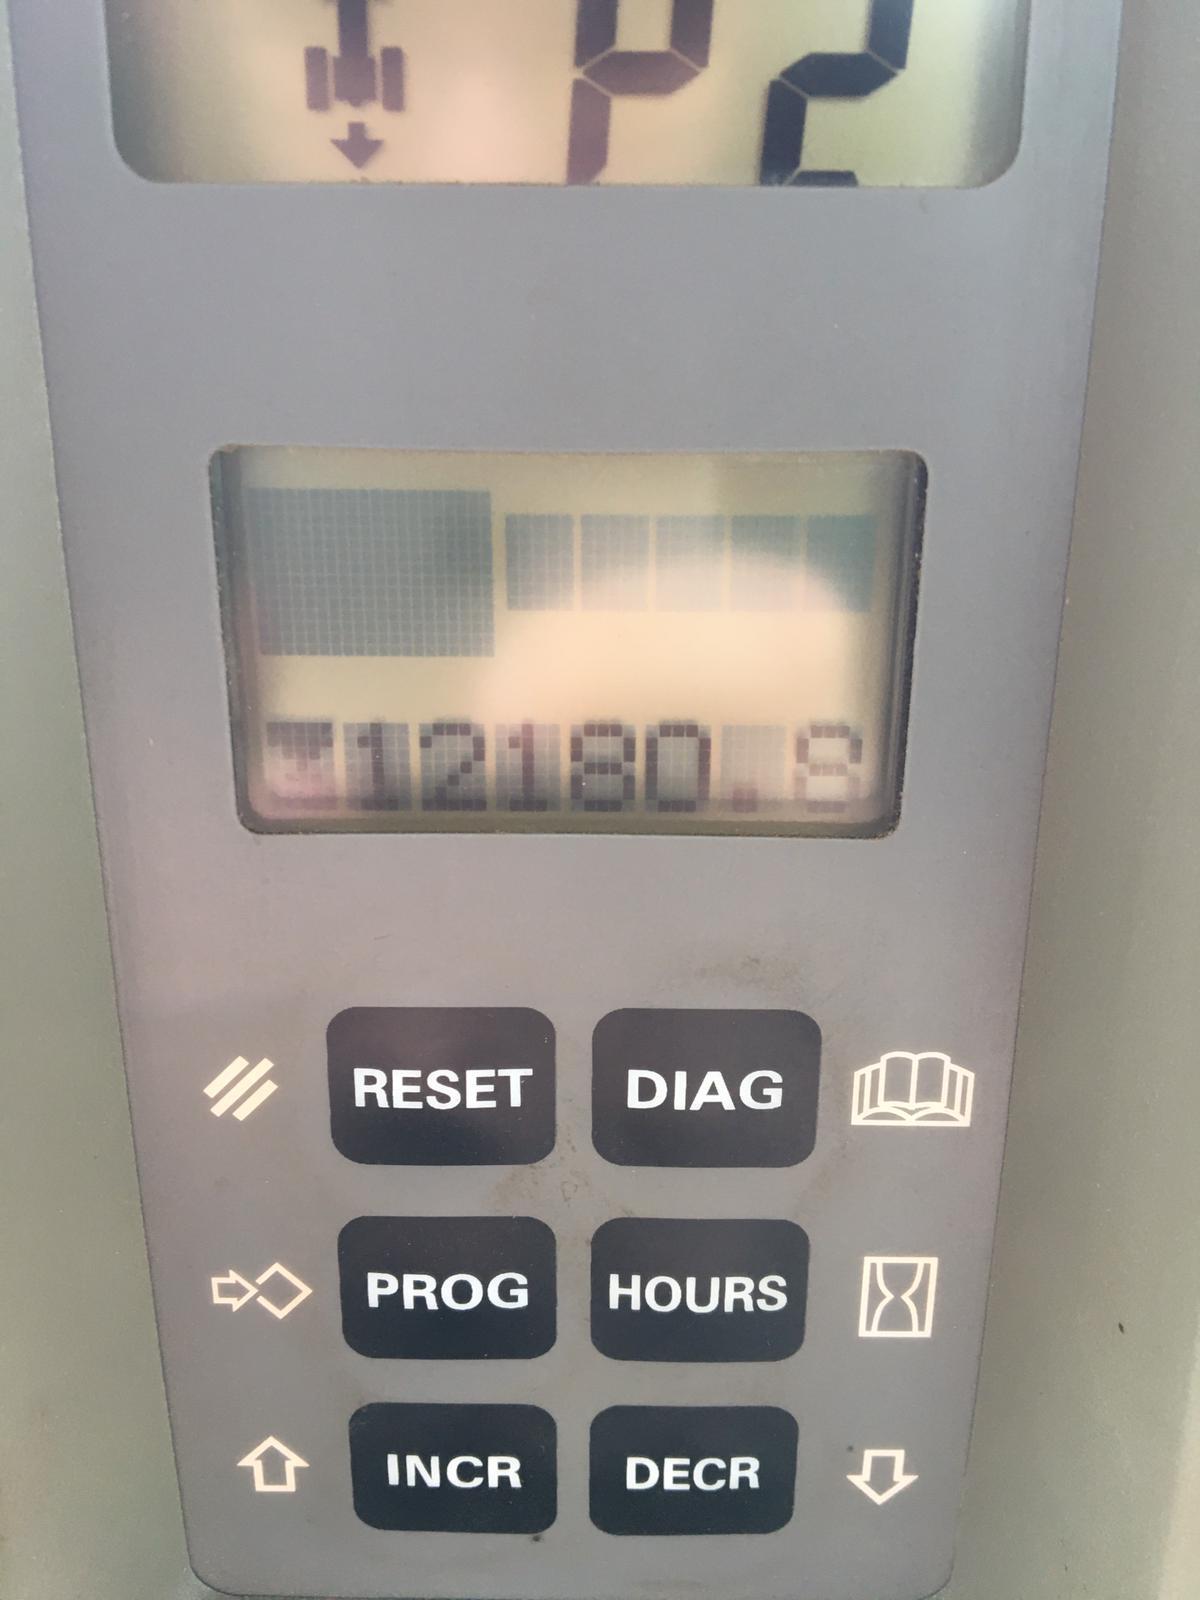 P2
12180.8
RESET DIAG
PROG HOURS
INCR DECR